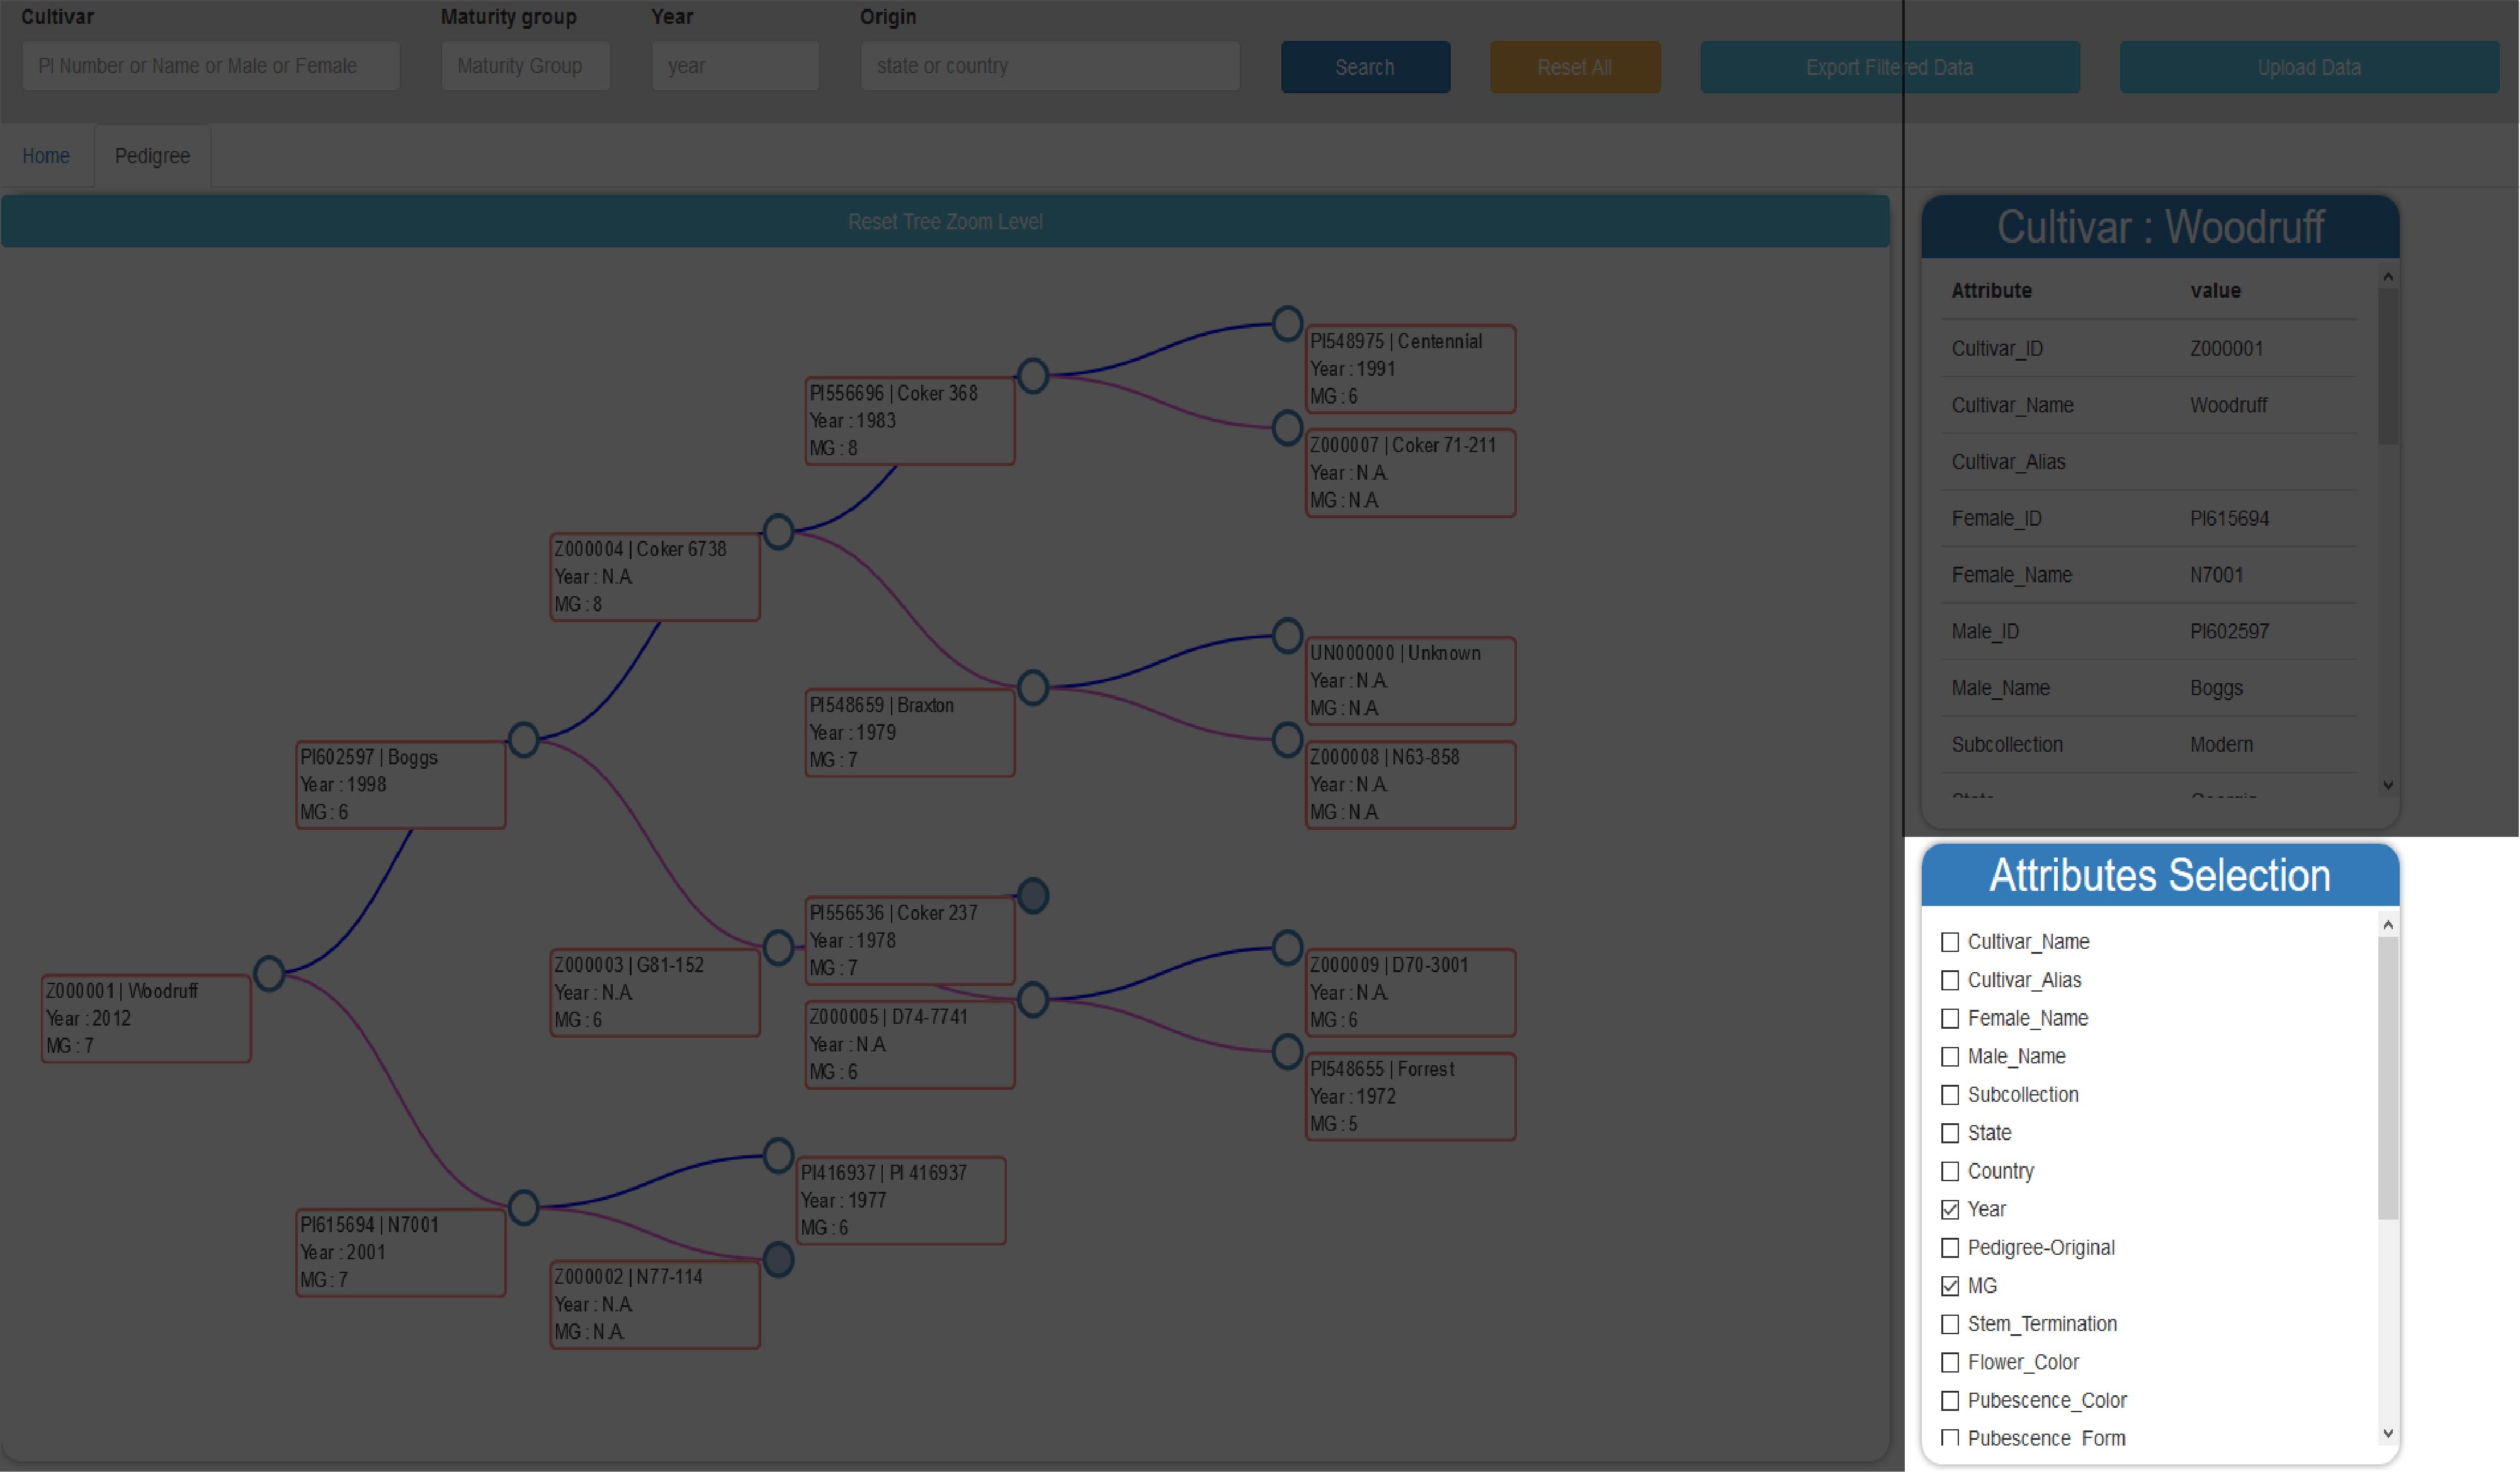 Cultivar Maturity group Year Origin
PI Number or Name or Male or Female Maturity Group year state or country Search Reset All Export Filtered Data Upload Data
Home Pedigree
Reset Tree Zoom Level
PI548975 | Centennial
Year : 1991
MG : 6
PI556696 | Coker 368
Year : 1983
MG : 8
Z000007 | Coker 71-211
Year : N.A.
MG : N.A.
Z000004 | Coker 6738
Year : N.A.
MG : 8
UN000000 | Unknown
Year : N.A.
MG : N.A.
PI548659 | Braxton
Year : 1979
MG : 7
Z000008 | N63-858
Year : N.A.
MG : N.A.
PI602597 | Boggs
Year : 1998
MG : 6
PI556536 | Coker 237
Year : 1978
MG : 7
Z000003 | G81-152
Year : N.A.
MG : 6
Z000009 | D70-3001
Year : N.A.
MG : 6
Z000001 | Woodruff
Year : 2012
MG : 7
Z000005 | D74-7741
Year : N.A.
MG : 6
PI548655 | Forrest
Year : 1972
MG : 5
PI416937 | PI 416937
Year : 1977
MG : 6
PI615694 | N7001
Year : 2001
MG : 7
Z000002 | N77-114
Year : N.A.
MG : N.A.
Cultivar : Woodruff
Attribute value
Cultivar_ID Z000001
Cultivar_Name Woodruff
Cultivar_Alias
Female_ID PI615694
Female_Name N7001
Male_ID PI602597
Male_Name Boggs
Subcollection Modern
State Georgia
Attributes Selection
Cultivar_Name
Cultivar_Alias
Female_Name
Male_Name
Subcollection
State
Country
Year
Pedigree-Original
MG
Stem_Termination
Flower_Color
Pubescence_Color
Pubescence_Form